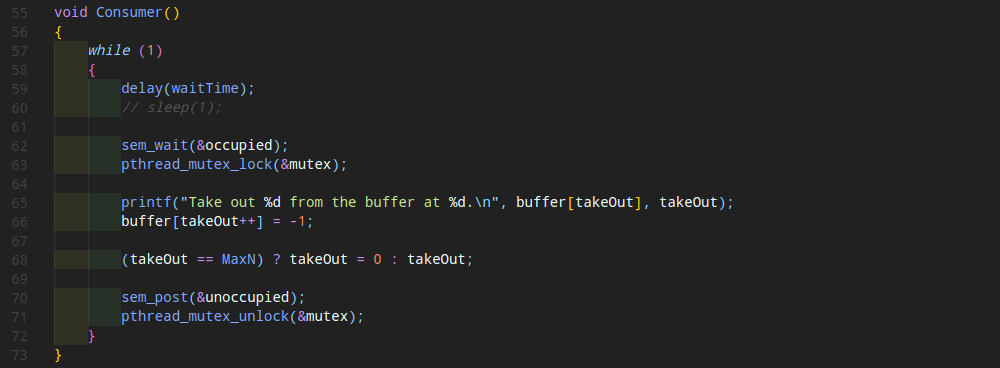 55 void Consumer()
56 {
57 while (1)
58 {
59 delay(waitTime);
60 // sleep(1);
61
62 sem_wait(&occupied);
63 pthread_mutex_lock(&mutex);
64
65 printf("Take out %d from the buffer at %d.\n", buffer[takeOut], takeOut);
66 buffer[takeOut++] = -1;
67
68 (takeOut == MaxN) ? takeOut = 0 : takeOut;
69
70 sem_post(&unoccupied);
71 pthread_mutex_unlock(&mutex);
72 }
73 }